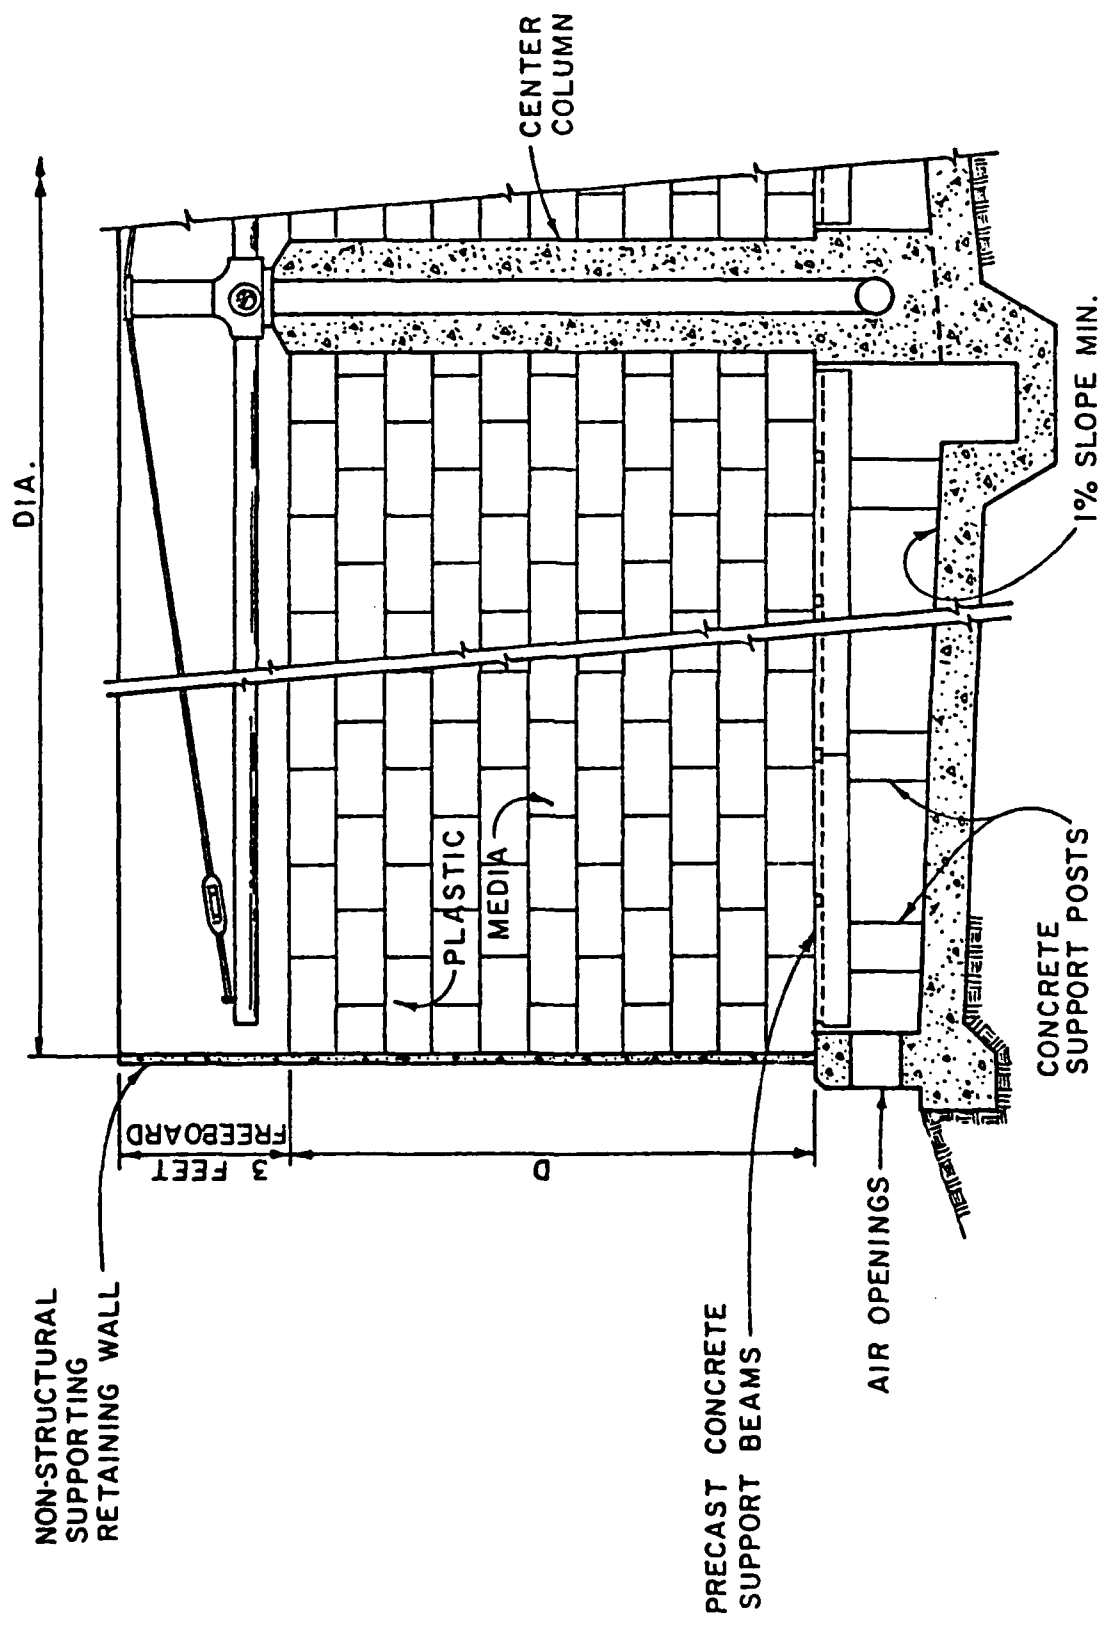 DIA.
CENTER
COLUMN
NON-STRUCTURAL
SUPPORTING
RETAINING WALL
3 FEET
FREEBOARD
D
PLASTIC
MEDIA
PRECAST CONCRETE
SUPPORT BEAMS
AIR OPENINGS
CONCRETE
SUPPORT POSTS
1% SLOPE MIN.